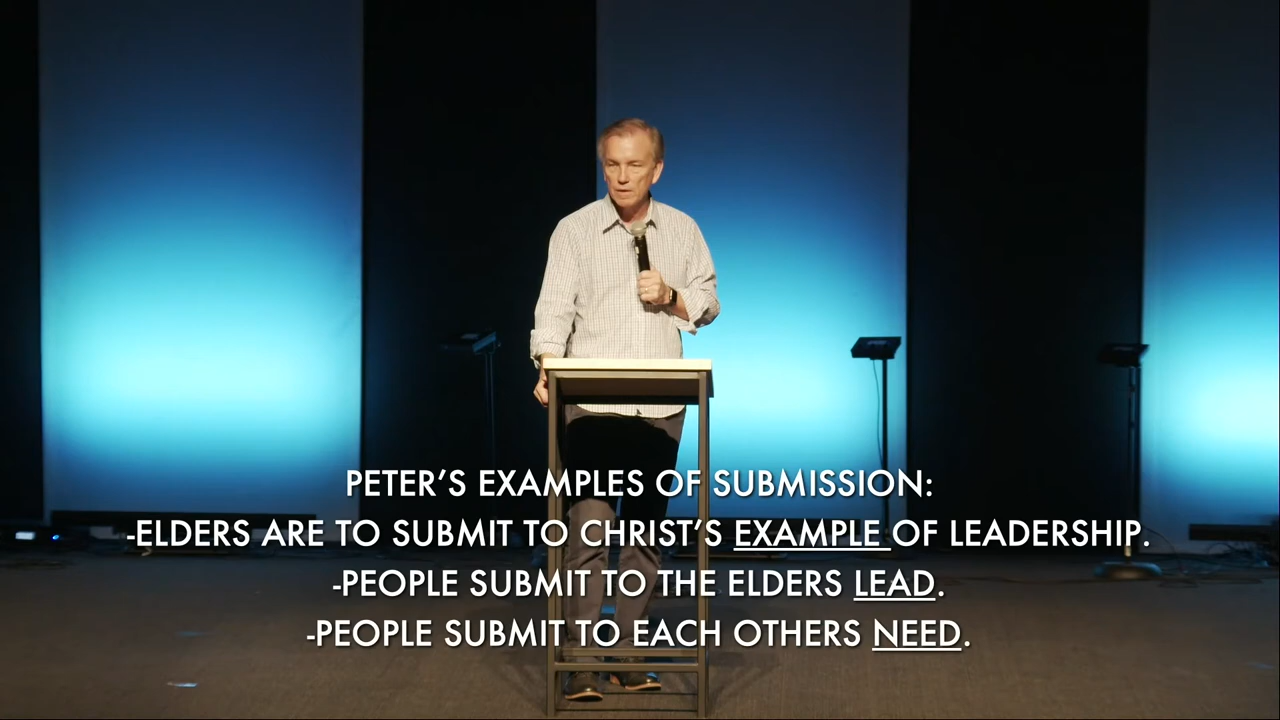 PETER'S EXAMPLES OF SUBMISSION:
-ELDERS ARE TO SUBMIT TO CHRIST'S EXAMPLE OF LEADERSHIP.
-PEOPLE SUBMIT TO THE ELDERS LEAD.
-PEOPLE SUBMIT TO EACH OTHERS NEED.